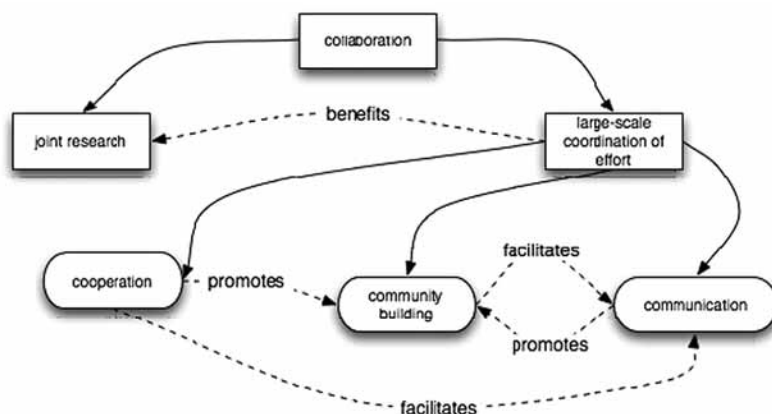 collaboration
benefits
joint research
large-scale
coordination of
effort
facilitates
cooperation
promotes
community
building
communication
promotes
facilitates